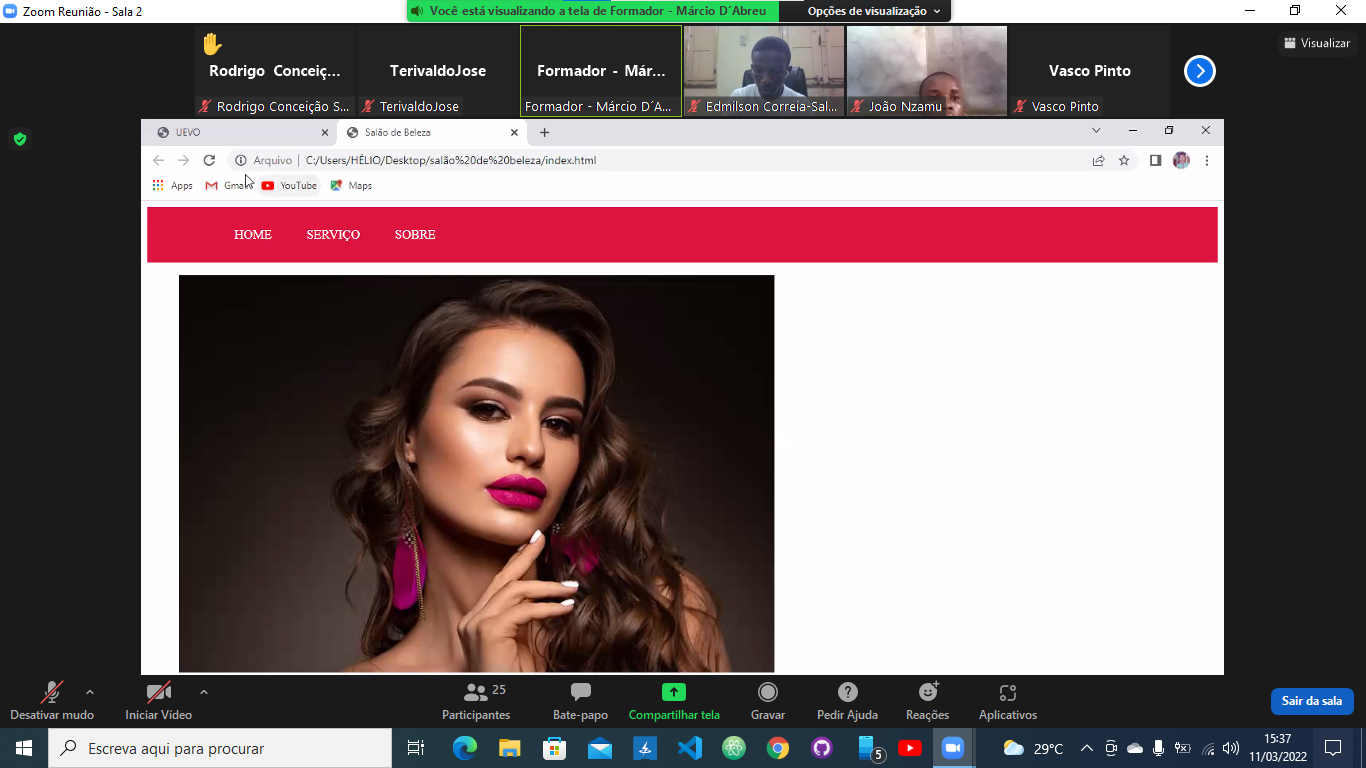 Zoom Reunião - Sala 2
Você está visualizando a tela de Formador - Márcio D´Abreu
Opções de visualização
Rodrigo Conceiç...
TerivaldoJose
Formador - Már...
Vasco Pinto
Visualizar
Rodrigo Conceição S...
TerivaldoJose
Formador - Márcio D´A...
Edmilson Correia-Sal...
João Nzamu
Vasco Pinto
UEVO
Salão de Beleza
Arquivo
C:/Users/HÉLIO/Desktop/salão%20de%20beleza/index.html
Apps
Gmail
YouTube
Maps
HOME
SERVIÇO
SOBRE
25
Desativar mudo
Iniciar Vídeo
Participantes
Bate-papo
Compartilhar tela
Gravar
Pedir Ajuda
Reações
Aplicativos
Sair da sala
Escreva aqui para procurar
5
29°C
15:37
11/03/2022